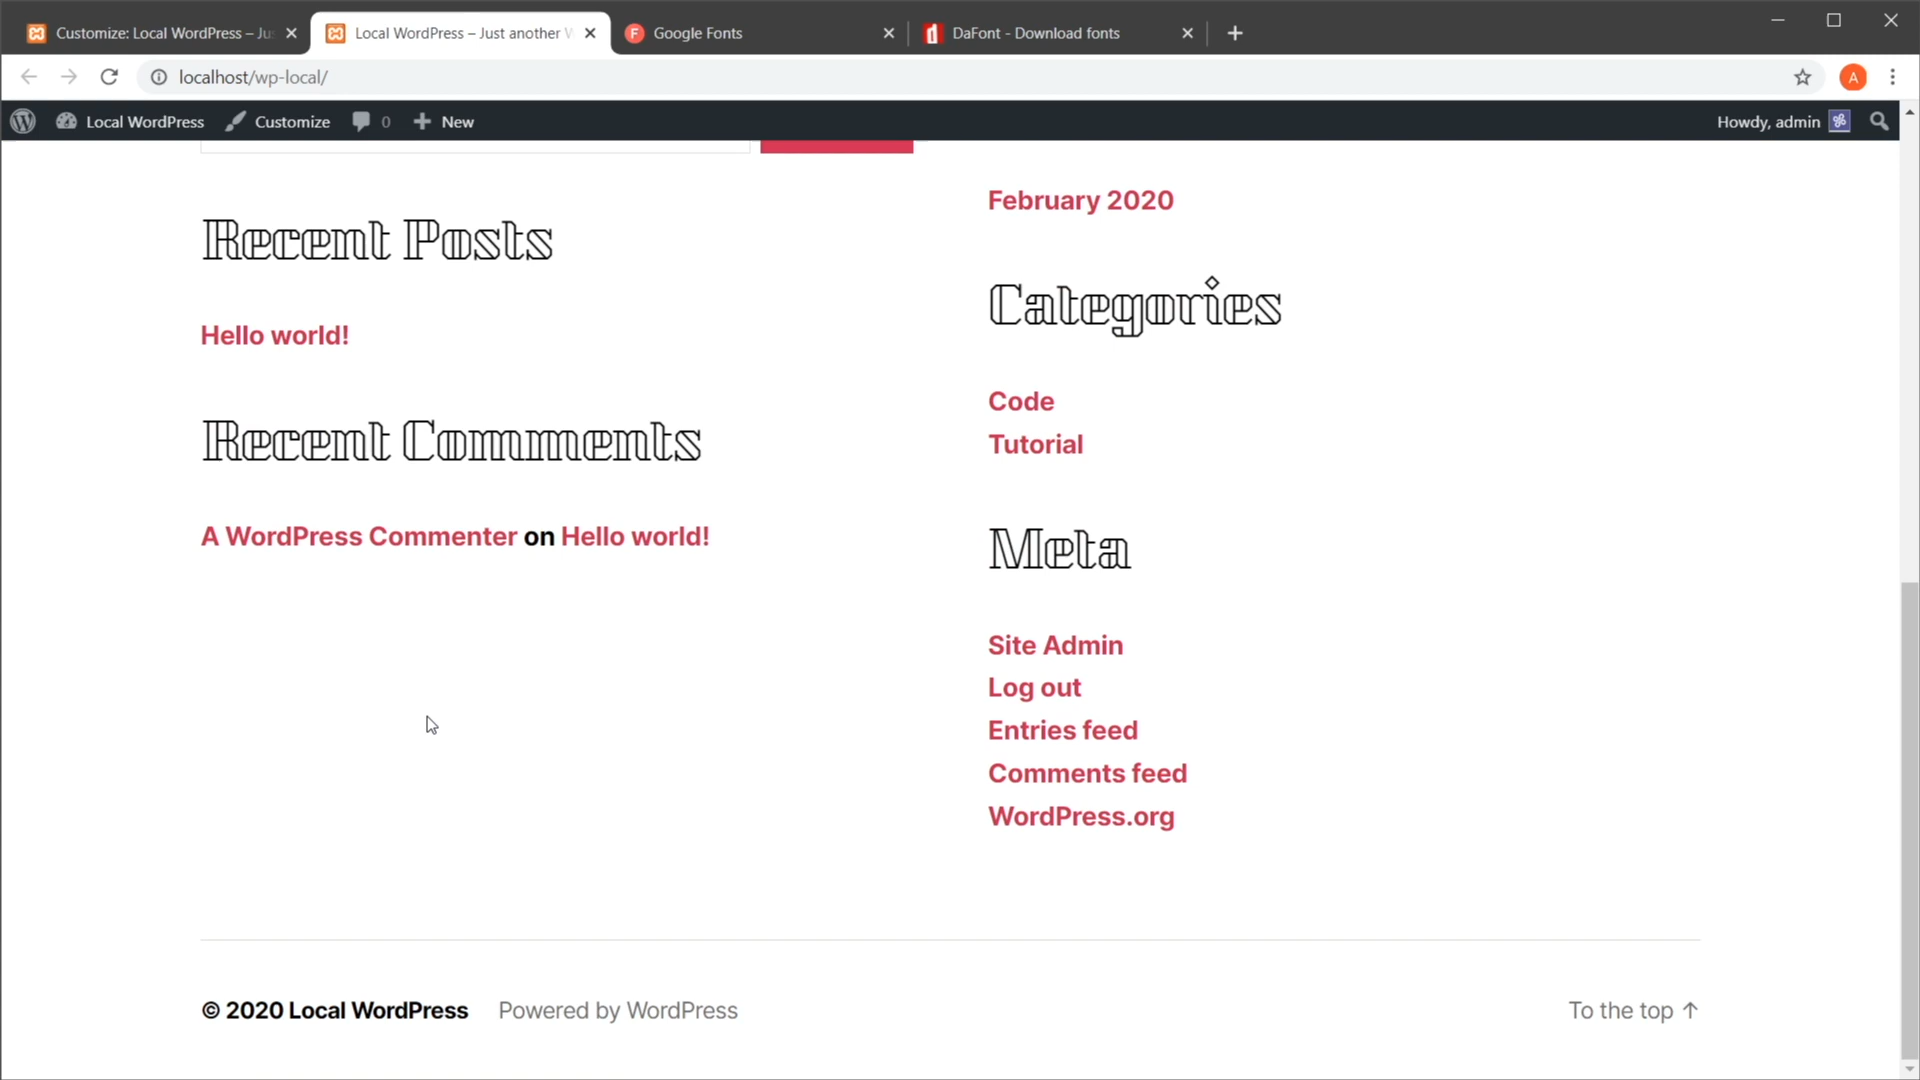 Customize: Local WordPress – Ju
Local WordPress – Just another W
Google Fonts
DaFont - Download fonts
localhost/wp-local/
A
Local WordPress
Customize
0
New
Howdy, admin
Recent Posts
Hello world!
Recent Comments
A WordPress Commenter on Hello world!
February 2020
Categories
Code
Tutorial
Meta
Site Admin
Log out
Entries feed
Comments feed
WordPress.org
© 2020 Local WordPress
Powered by WordPress
To the top ↑